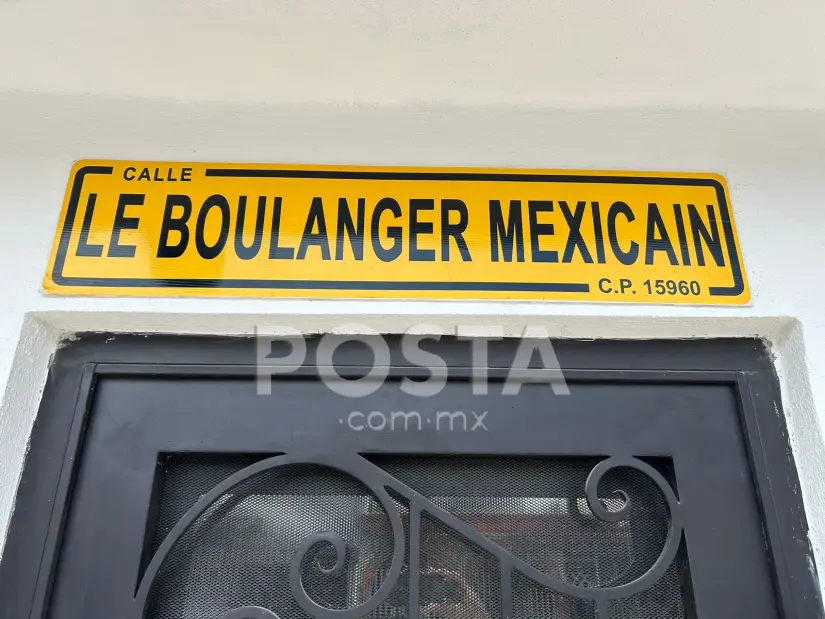 CALLE
LE BOULANGER MEXICAIN
C.P. 15960
POSTA
.com.mx